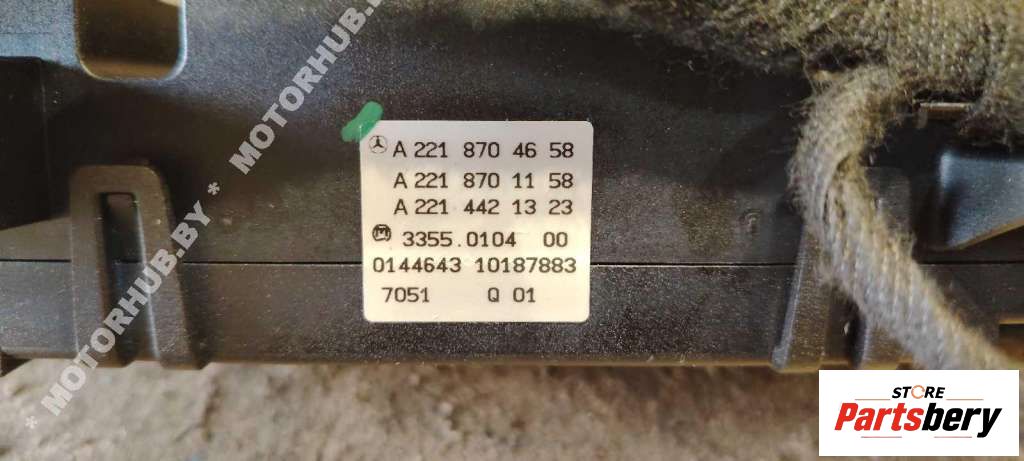 * MOTORHUB.BY * MOTORHUB.BY
A 221 870 46 58
A 221 870 11 58
A 221 442 13 23
3355.0104 00
0144643 10187883
7051 Q 01
STORE
Partsbery